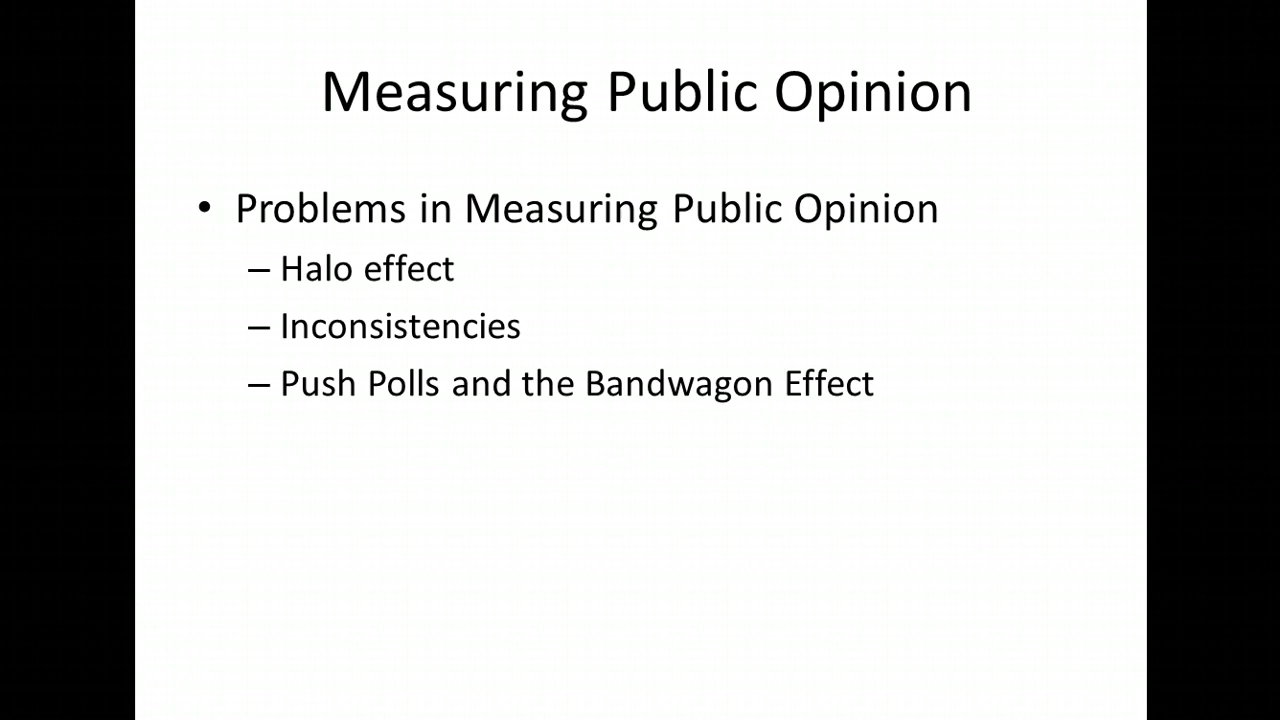 Measuring Public Opinion
• Problems in Measuring Public Opinion
– Halo effect
– Inconsistencies
– Push Polls and the Bandwagon Effect